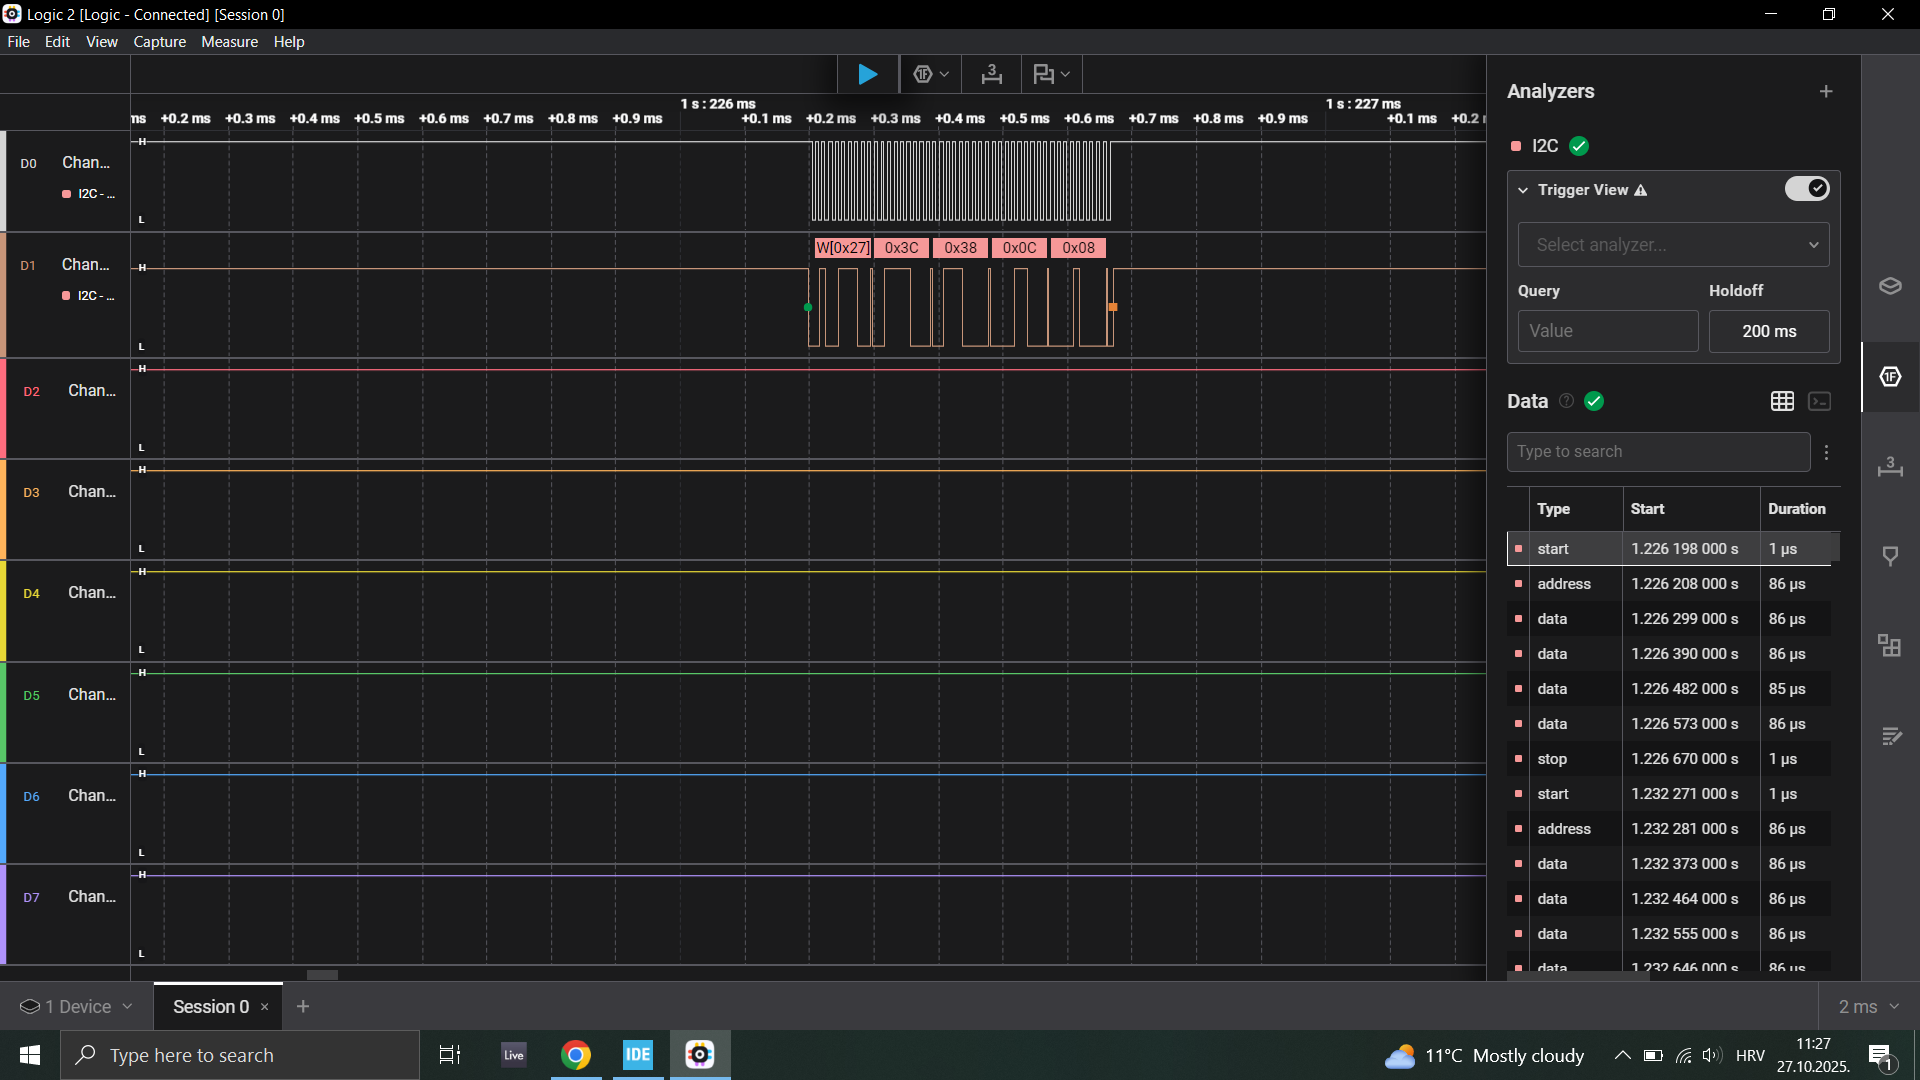 Logic 2 [Logic - Connected] [Session 0]
File Edit View Capture Measure Help
1 s : 226 ms 1 s : 227 ms
ms +0.2 ms +0.3 ms +0.4 ms +0.5 ms +0.6 ms +0.7 ms +0.8 ms +0.9 ms +0.1 ms +0.2 ms +0.3 ms +0.4 ms +0.5 ms +0.6 ms +0.7 ms +0.8 ms +0.9 ms +0.1 ms +0.2
D0 Chan...
I2C - ...
H
L
W[0x27] 0x3C 0x38 0x0C 0x08
D1 Chan...
I2C - ...
H
L
D2 Chan...
H
L
D3 Chan...
H
L
D4 Chan...
H
L
D5 Chan...
H
L
D6 Chan...
H
L
D7 Chan...
H
L
Analyzers
I2C
Trigger View
Select analyzer...
Query Holdoff
Value 200 ms
Data
Type to search
Type Start Duration
start 1.226 198 000 s 1 µs
address 1.226 208 000 s 86 µs
data 1.226 299 000 s 86 µs
data 1.226 390 000 s 86 µs
data 1.226 482 000 s 85 µs
data 1.226 573 000 s 86 µs
stop 1.226 670 000 s 1 µs
start 1.232 271 000 s 1 µs
address 1.232 281 000 s 86 µs
data 1.232 373 000 s 86 µs
data 1.232 464 000 s 86 µs
data 1.232 555 000 s 86 µs
data 1.232 646 000 s 86 µs
1 Device Session 0 × + 2 ms
Type here to search Live IDE 11°C Mostly cloudy HRV 11:27
27.10.2025. 1